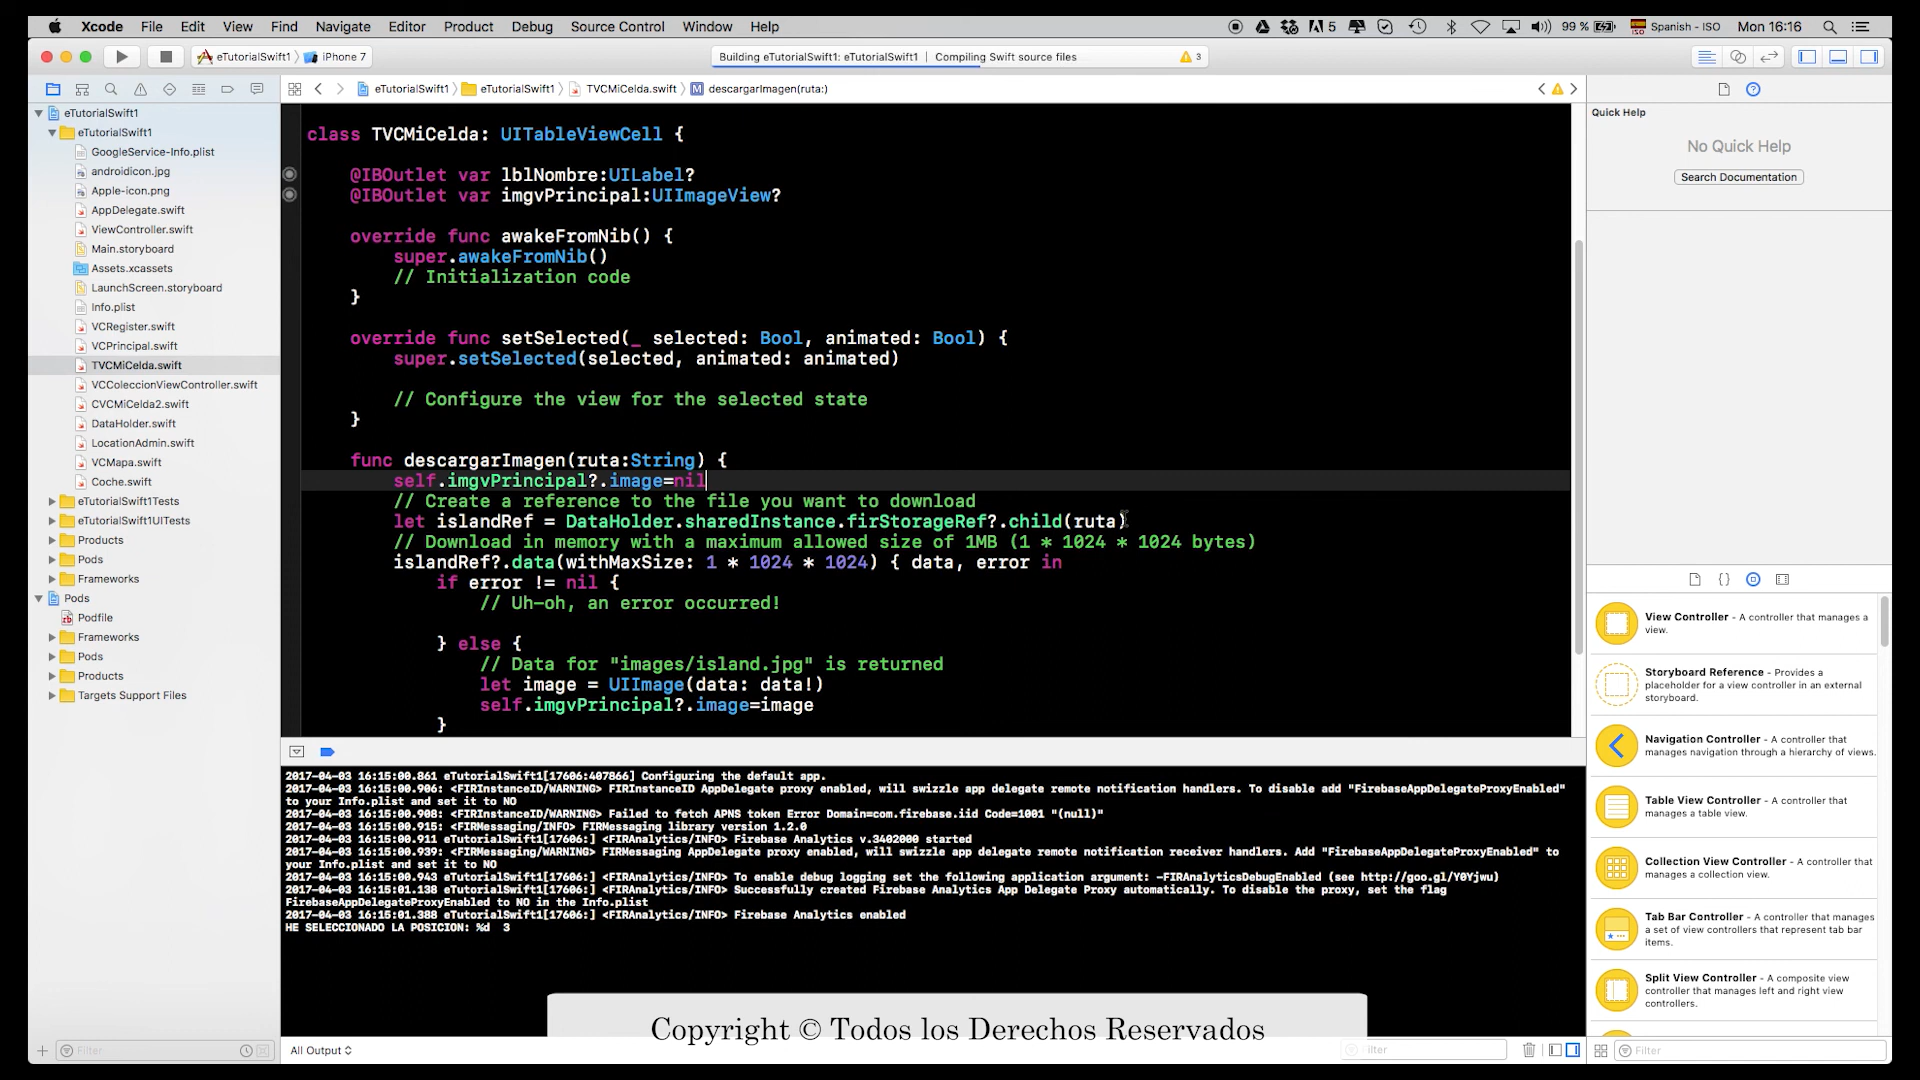 Xcode File Edit View Find Navigate Editor Product Debug Source Control Window Help
5 99 % Spanish - ISO Mon 16:16
eTutorialSwift1 iPhone 7
Building eTutorialSwift1: eTutorialSwift1 | Compiling Swift source files 3
eTutorialSwift1 eTutorialSwift1 TVCMiCelda.swift M descargarImagen(ruta:)
eTutorialSwift1
eTutorialSwift1
GoogleService-Info.plist
androidicon.jpg
Apple-icon.png
AppDelegate.swift
ViewController.swift
Main.storyboard
Assets.xcassets
LaunchScreen.storyboard
Info.plist
VCRegister.swift
VCPrincipal.swift
TVCMiCelda.swift
VCColeccionViewController.swift
CVCMiCelda2.swift
DataHolder.swift
LocationAdmin.swift
VCMapa.swift
Coche.swift
eTutorialSwift1Tests
eTutorialSwift1UITests
Products
Pods
Frameworks
Pods
Podfile
Frameworks
Pods
Products
Targets Support Files
Filter
class TVCMiCelda: UITableViewCell {
@IBOutlet var lblNombre:UILabel?
@IBOutlet var imgvPrincipal:UIImageView?
override func awakeFromNib() {
super.awakeFromNib()
// Initialization code
}
override func setSelected(_ selected: Bool, animated: Bool) {
super.setSelected(selected, animated: animated)
// Configure the view for the selected state
}
func descargarImagen(ruta:String) {
self.imgvPrincipal?.image=nil
// Create a reference to the file you want to download
let islandRef = DataHolder.sharedInstance.firStorageRef?.child(ruta)
// Download in memory with a maximum allowed size of 1MB (1 * 1024 * 1024 bytes)
islandRef?.data(withMaxSize: 1 * 1024 * 1024) { data, error in
if error != nil {
// Uh-oh, an error occurred!
} else {
// Data for "images/island.jpg" is returned
let image = UIImage(data: data!)
self.imgvPrincipal?.image=image
}
2017-04-03 16:15:00.861 eTutorialSwift1[17606:407866] Configuring the default app.
2017-04-03 16:15:00.906: <FIRInstanceID/WARNING> FIRInstanceID AppDelegate proxy enabled, will swizzle app delegate remote notification handlers. To disable add "FirebaseAppDelegateProxyEnabled"
to your Info.plist and set it to NO
2017-04-03 16:15:00.908: <FIRInstanceID/WARNING> Failed to fetch APNS token Error Domain=com.firebase.iid Code=1001 "(null)"
2017-04-03 16:15:00.915: <FIRMessaging/INFO> FIRMessaging library version 1.2.0
2017-04-03 16:15:00.911 eTutorialSwift1[17606:] <FIRAnalytics/INFO> Firebase Analytics v.3402000 started
2017-04-03 16:15:00.939: <FIRMessaging/WARNING> FIRMessaging AppDelegate proxy enabled, will swizzle app delegate remote notification receiver handlers. Add "FirebaseAppDelegateProxyEnabled" to
your Info.plist and set it to NO
2017-04-03 16:15:00.943 eTutorialSwift1[17606:] <FIRAnalytics/INFO> To enable debug logging set the following application argument: -FIRAnalyticsDebugEnabled (see http://goo.gl/Y0Yjwu)
2017-04-03 16:15:01.138 eTutorialSwift1[17606:] <FIRAnalytics/INFO> Successfully created Firebase Analytics App Delegate Proxy automatically. To disable the proxy, set the flag
FirebaseAppDelegateProxyEnabled to NO in the Info.plist
2017-04-03 16:15:01.388 eTutorialSwift1[17606:] <FIRAnalytics/INFO> Firebase Analytics enabled
HE SELECCIONADO LA POSICION: %d 3
Copyright © Todos los Derechos Reservados
All Output
ilter
Quick Help
No Quick Help
Search Documentation
View Controller - A controller that manages a
view.
Storyboard Reference - Provides a
placeholder for a view controller in an external
storyboard.
Navigation Controller - A controller that
manages navigation through a hierarchy of views.
Table View Controller - A controller that
manages a table view.
Collection View Controller - A controller that
manages a collection view.
Tab Bar Controller - A controller that manages
a set of view controllers that represent tab bar
items.
Split View Controller - A composite view
controller that manages left and right view
controllers.
Filter